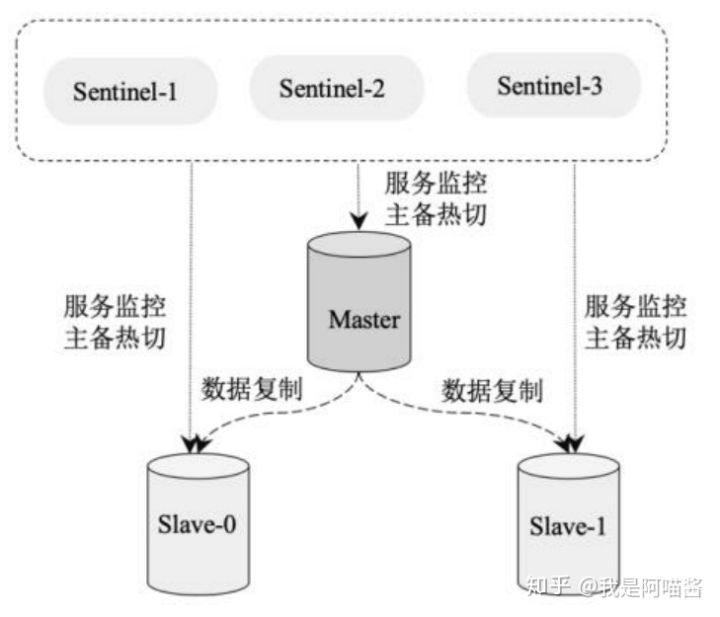 Sentinel-1
Sentinel-2
Sentinel-3
服务监控
主备热切
服务监控
主备热切
服务监控
主备热切
Master
数据复制
数据复制
Slave-0
Slave-1
知乎 @我是阿喵酱